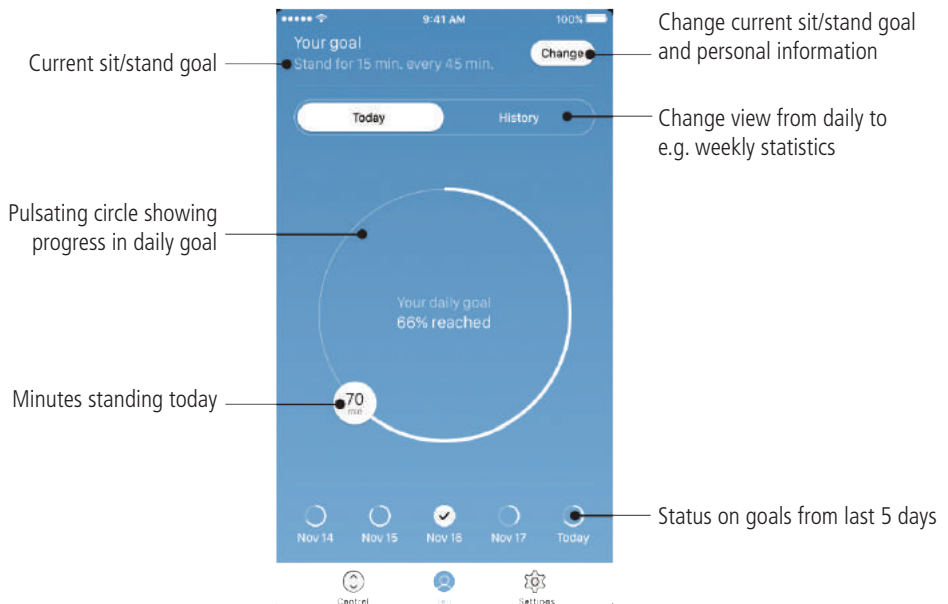 9:41 AM
100%
Your goal
Stand for 15 min. every 45 min.
Change
Change current sit/stand goal
and personal information
Current sit/stand goal
Today
History
Change view from daily to
e.g. weekly statistics
Pulsating circle showing
progress in daily goal
Your daily goal
66% reached
Minutes standing today
70
min
Nov 14
Nov 15
Nov 16
Nov 17
Today
Status on goals from last 5 days
Control
Settings